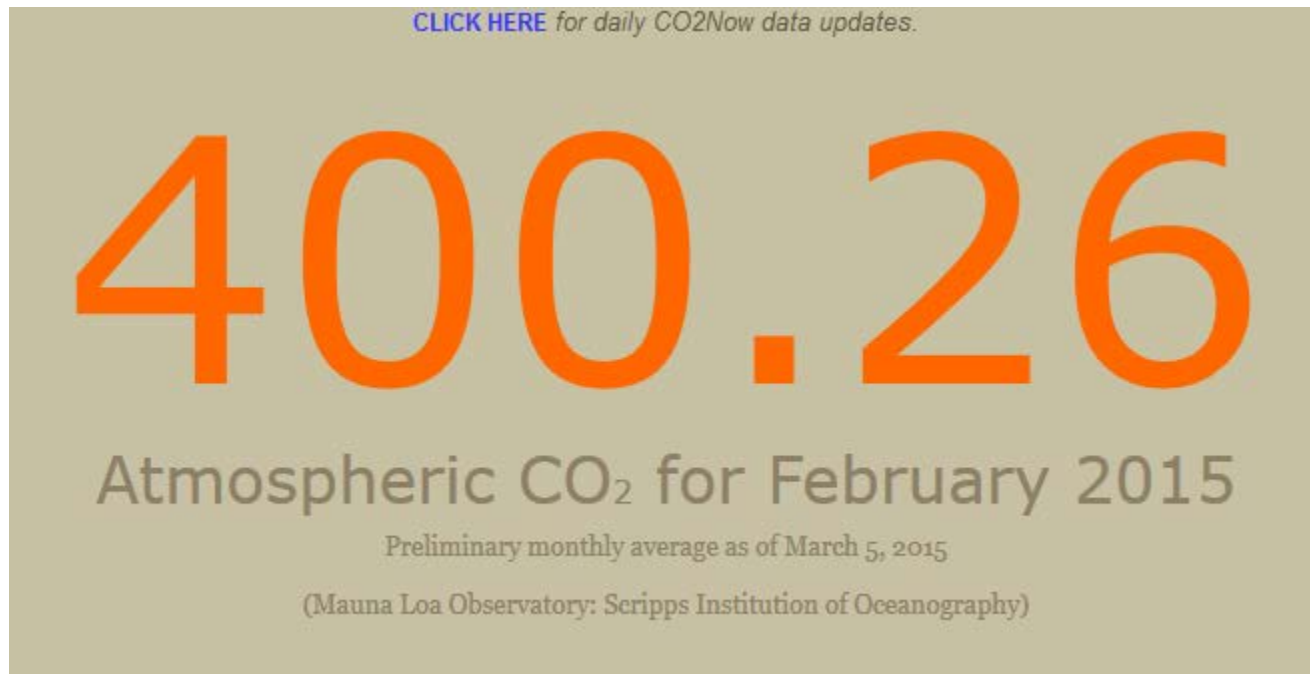 CLICK HERE for daily CO2Now data updates.
400.26
Atmospheric CO₂ for February 2015
Preliminary monthly average as of March 5, 2015
(Mauna Loa Observatory: Scripps Institution of Oceanography)